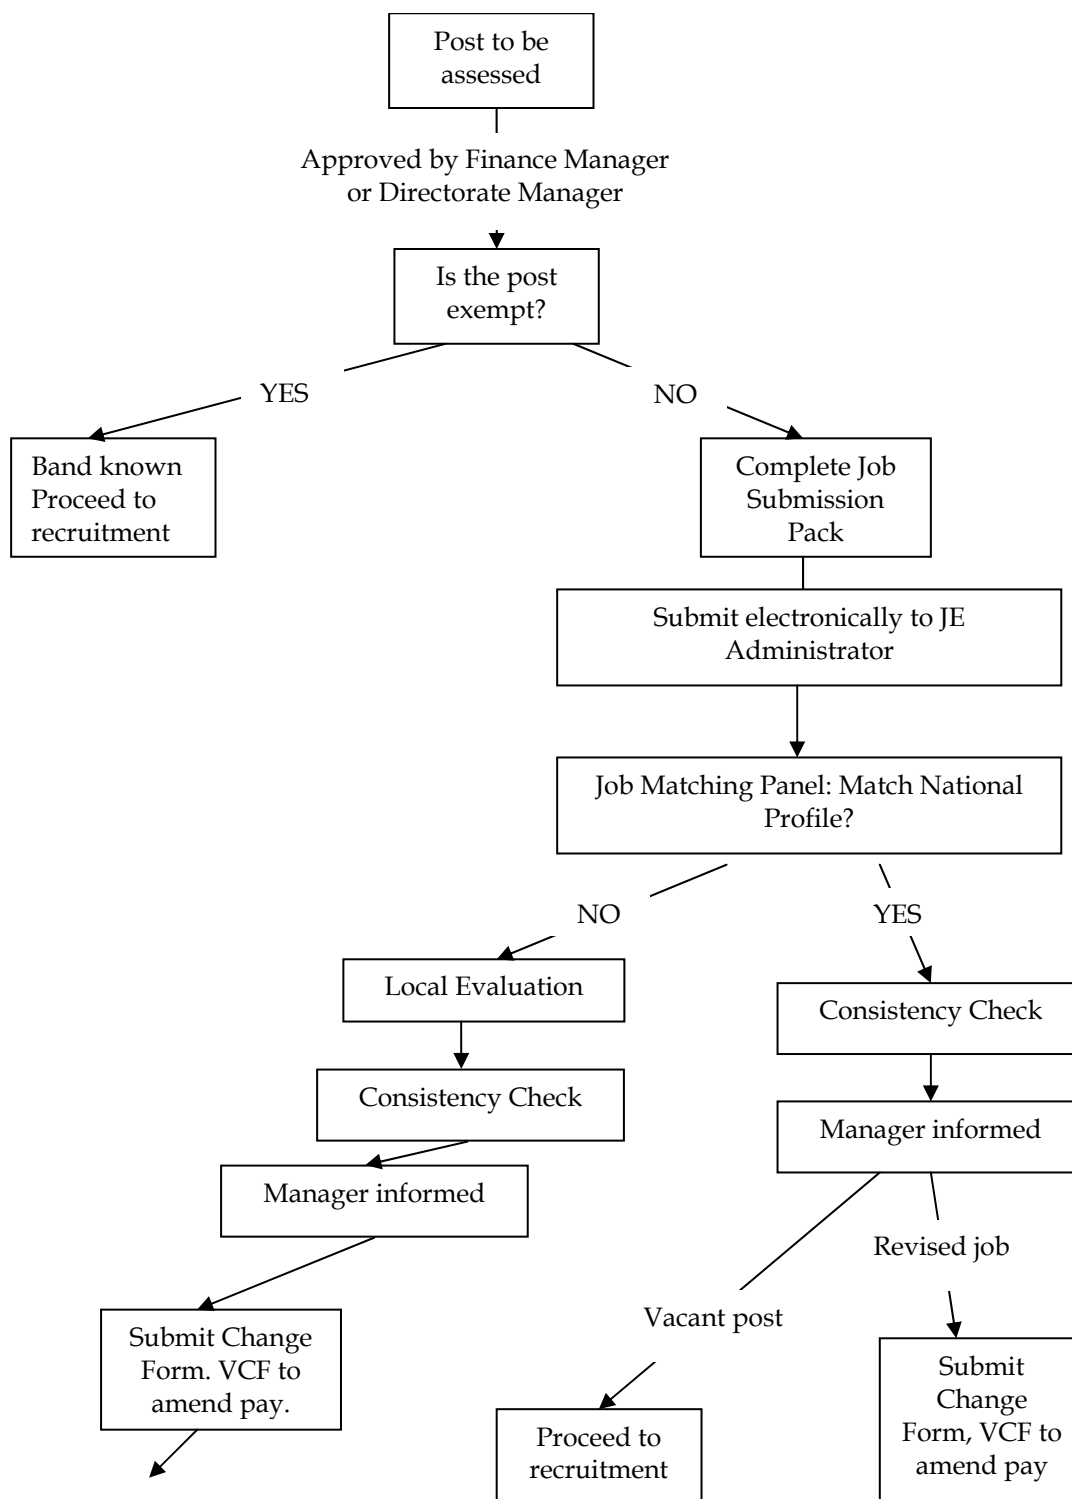 Post to be
assessed
Approved by Finance Manager
or Directorate Manager
Is the post
exempt?
YES
NO
Band known
Proceed to
recruitment
Complete Job
Submission
Pack
Submit electronically to JE
Administrator
Job Matching Panel: Match National
Profile?
NO
YES
Local Evaluation
Consistency Check
Consistency Check
Manager informed
Manager informed
Revised job
Vacant post
Submit Change
Form. VCF to
amend pay.
Submit
Change
Form, VCF to
amend pay
Proceed to
recruitment